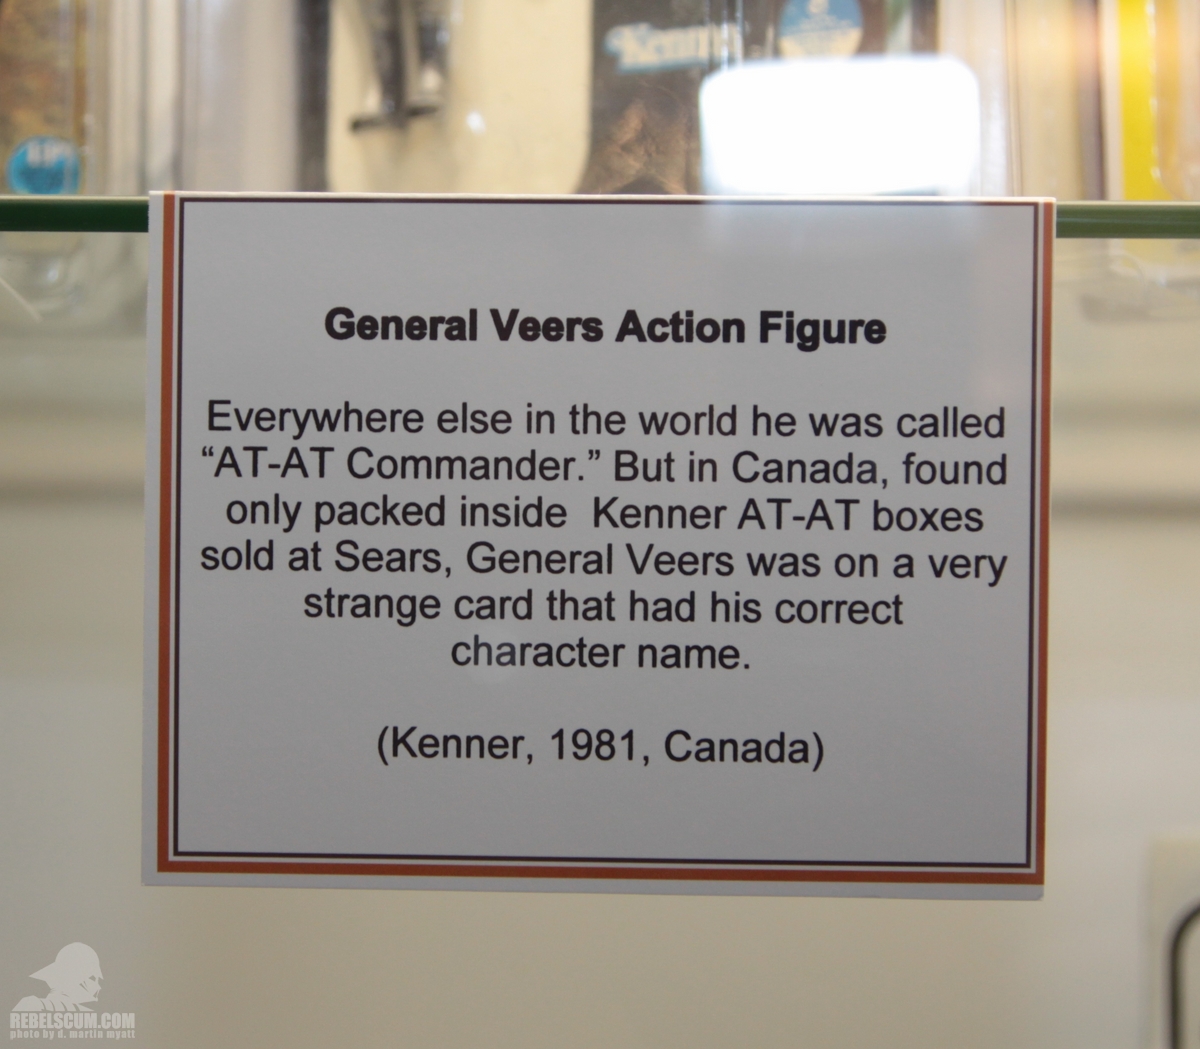 Kenner
General Veers Action Figure
Everywhere else in the world he was called
“AT-AT Commander.” But in Canada, found
only packed inside  Kenner AT-AT boxes
sold at Sears, General Veers was on a very
strange card that had his correct
character name.
(Kenner, 1981, Canada)
REBELSCUM.COM
photo by d. martin myatt